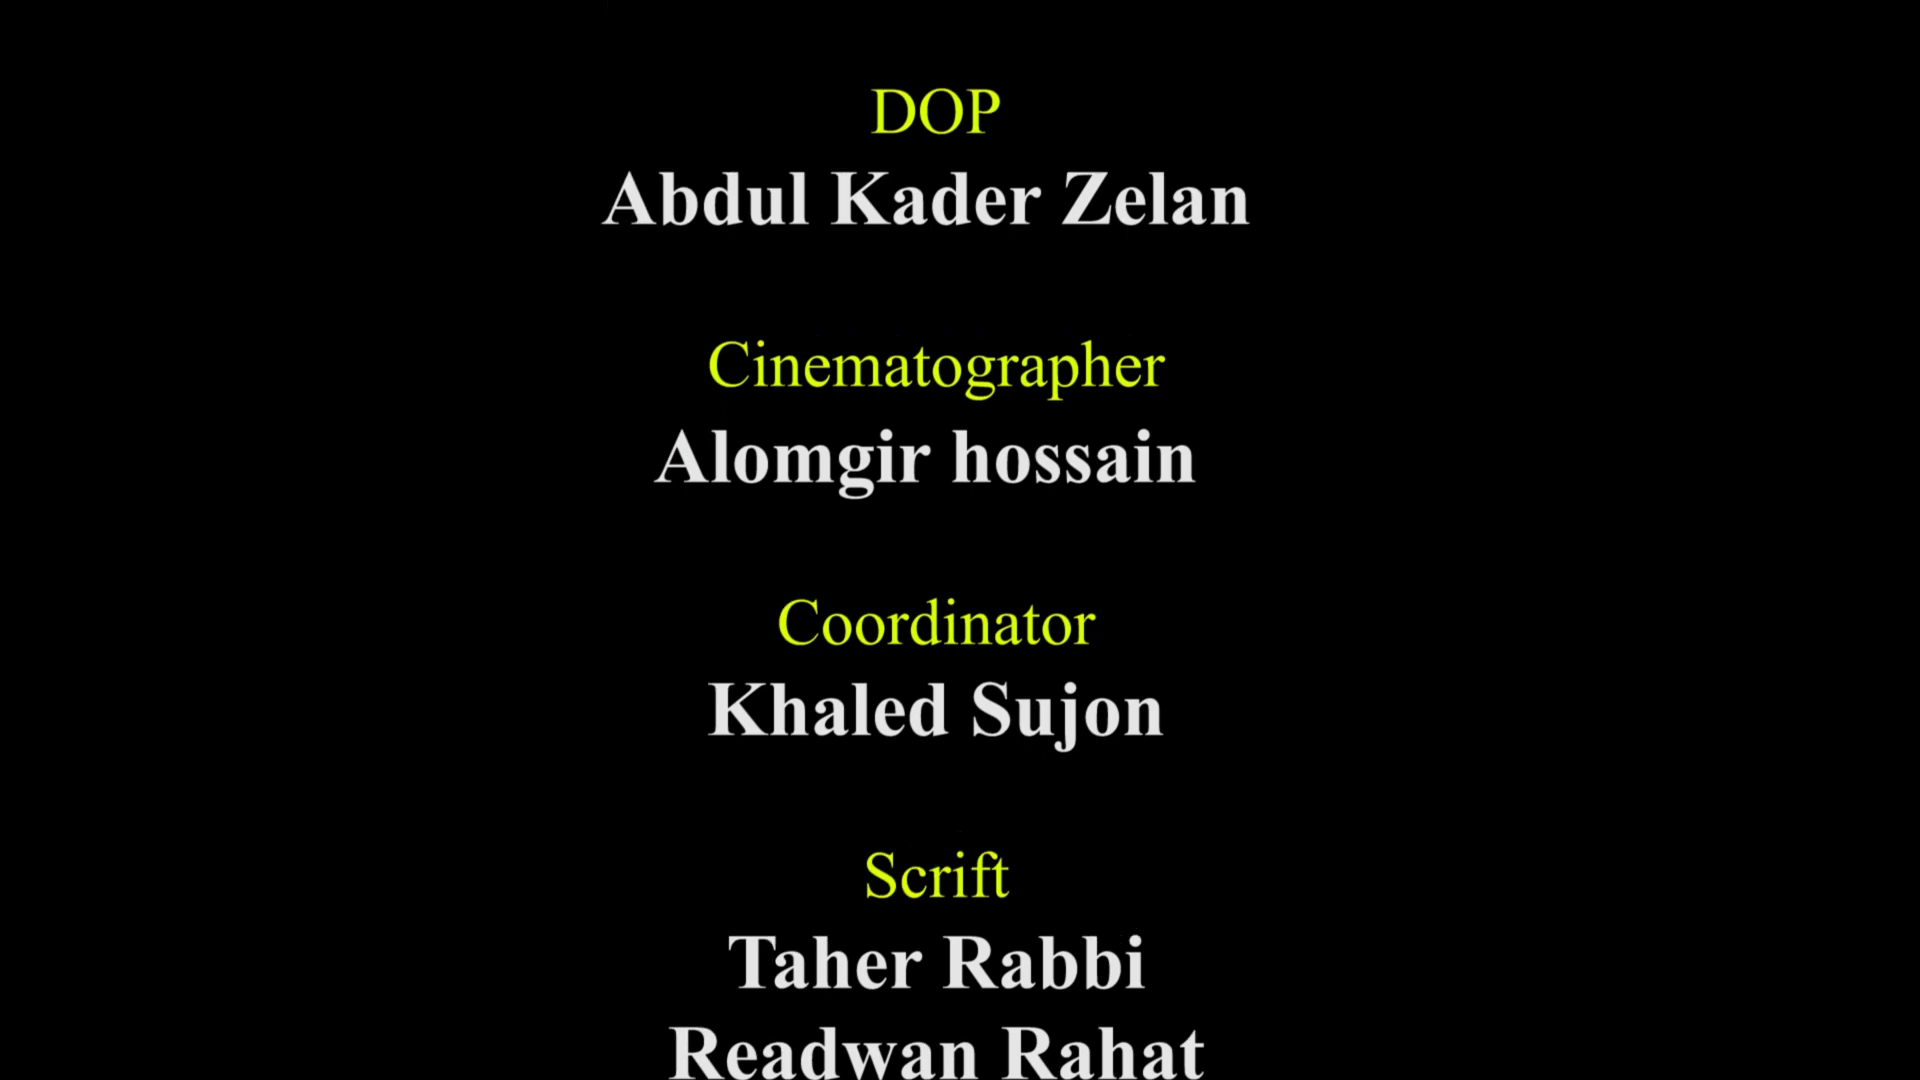 DOP
Abdul Kader Zelan
Cinematographer
Alomgir hossain
Coordinator
Khaled Sujon
Scrift
Taher Rabbi
Readwan Rahat